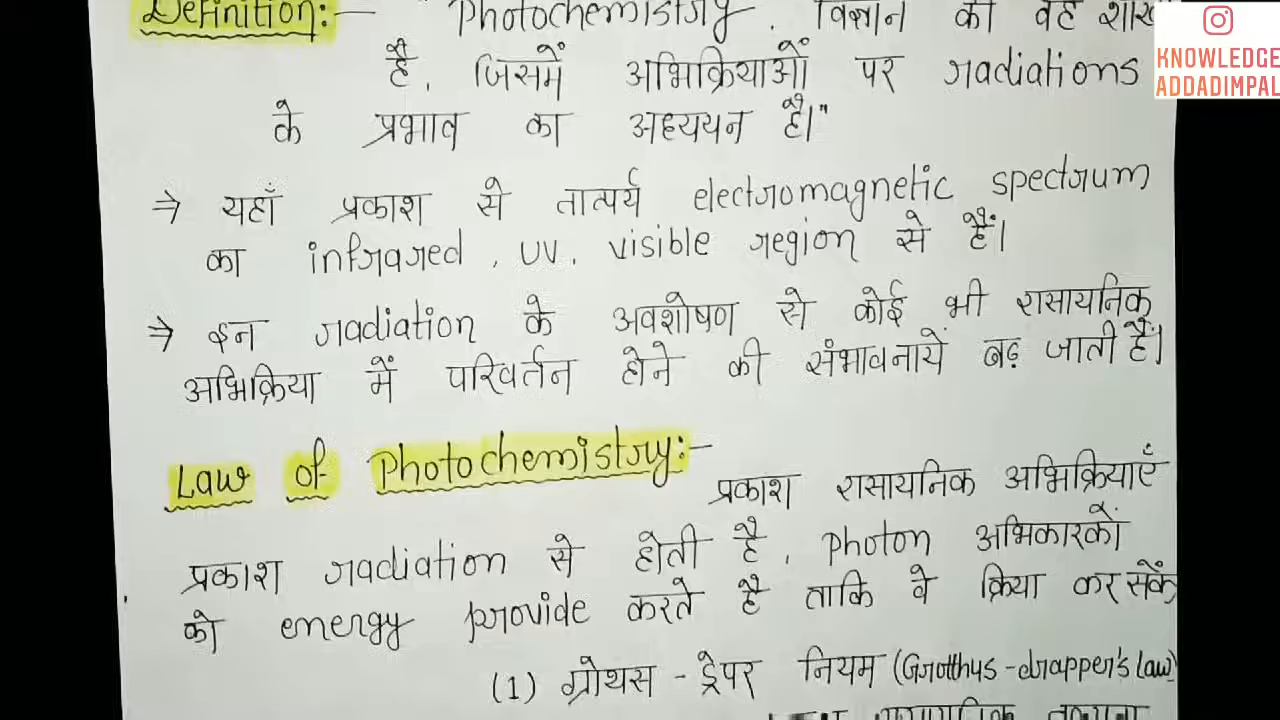 Definition:- "Photochemistry, विज्ञान की वह शाखा
है, जिसमें अभिक्रियाओं पर radiations
के प्रभाव का अध्ययन है।"
→ यहाँ प्रकाश से तात्पर्य electromagnetic spectrum
का infrared, UV, visible region से हैं।
→ इन radiation के अवशोषण से कोई भी रासायनिक
अभिक्रिया में परिवर्तन होने की संभावनायें बढ़ जाती हैं।
Law of Photochemistry:-
प्रकाश रासायनिक अभिक्रियाएँ
प्रकाश radiation से होती है, Photon अभिकारकों
को energy provide करते है ताकि वे क्रिया कर सकें
(1) ग्रोथस - ड्रेपर नियम (Grotthus-drapper's law)
KNOWLEDGE
ADDADIMPAL